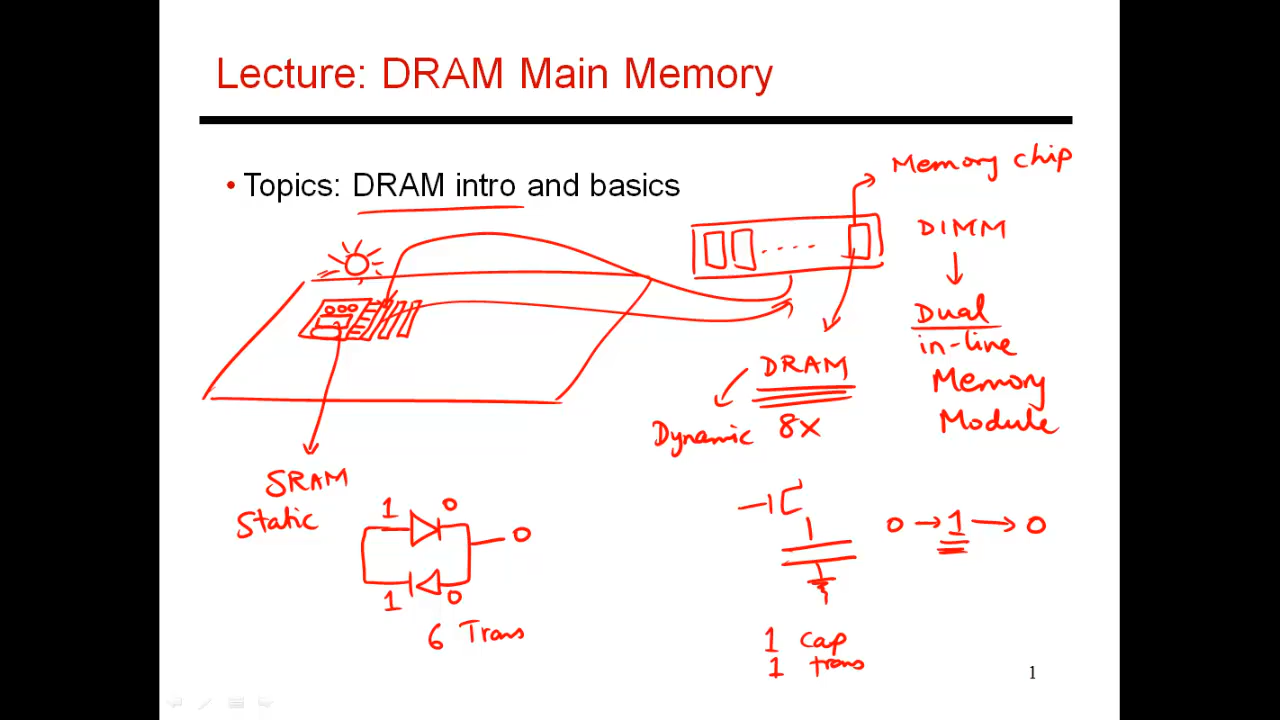 Lecture: DRAM Main Memory
• Topics: DRAM intro and basics
Memory chip
DIMM
Dual
in-line
Memory
Module
DRAM
8x
Dynamic
SRAM
Static
1 0
0
1 0
6 Trans
0 → 1 → 0
1 cap
1 trans
1